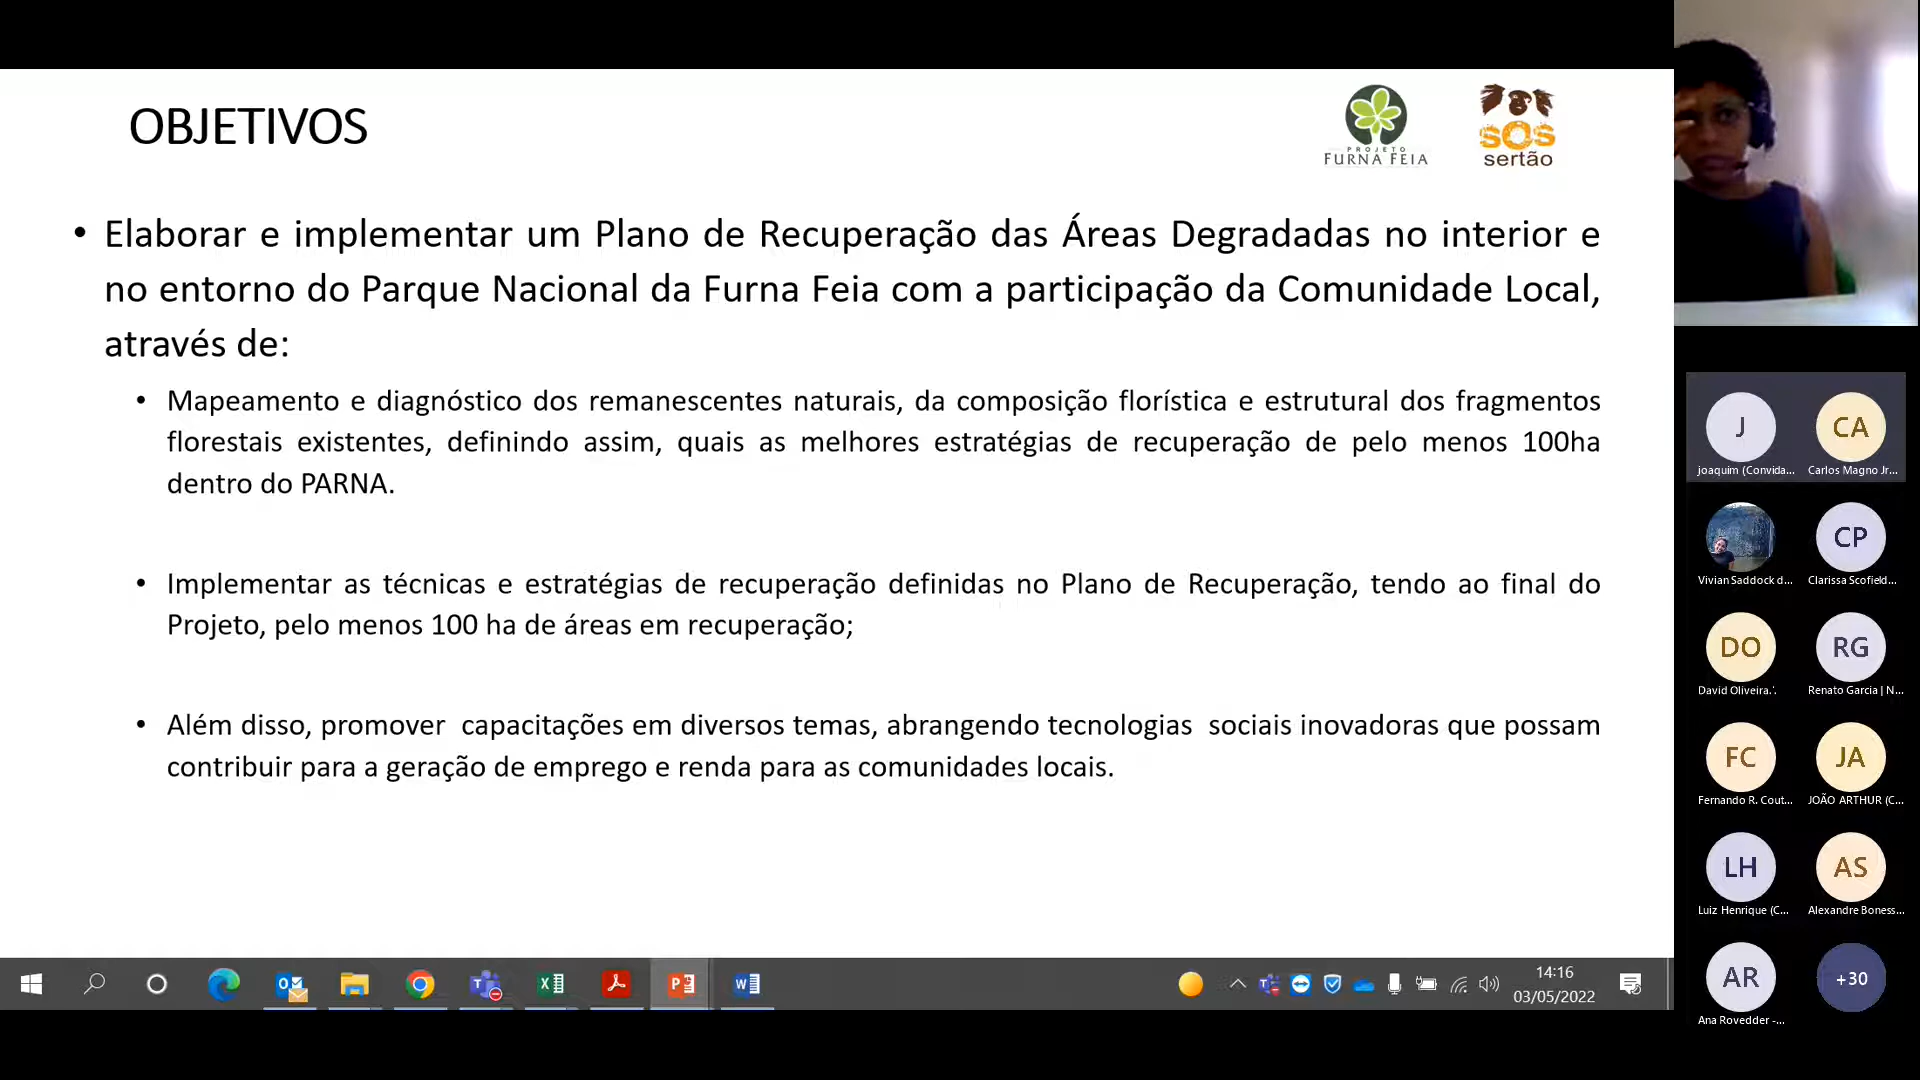 OBJETIVOS
PROJETO
FURNA FEIA
SOS
sertão
• Elaborar e implementar um Plano de Recuperação das Áreas Degradadas no interior e
no entorno do Parque Nacional da Furna Feia com a participação da Comunidade Local,
através de:
• Mapeamento e diagnóstico dos remanescentes naturais, da composição florística e estrutural dos fragmentos
florestais existentes, definindo assim, quais as melhores estratégias de recuperação de pelo menos 100ha
dentro do PARNA.
• Implementar as técnicas e estratégias de recuperação definidas no Plano de Recuperação, tendo ao final do
Projeto, pelo menos 100 ha de áreas em recuperação;
• Além disso, promover capacitações em diversos temas, abrangendo tecnologias sociais inovadoras que possam
contribuir para a geração de emprego e renda para as comunidades locais.
14:16
03/05/2022
J CA
joaquim (Convida... Carlos Magno Jr...
CP
Vivian Saddock d... Clarissa Scofield...
DO RG
David Oliveira.'. Renato Garcia | N...
FC JA
Fernando R. Cout... JOÃO ARTHUR (C...
LH AS
Luiz Henrique (C... Alexandre Boness...
AR +30
Ana Rovedder -...